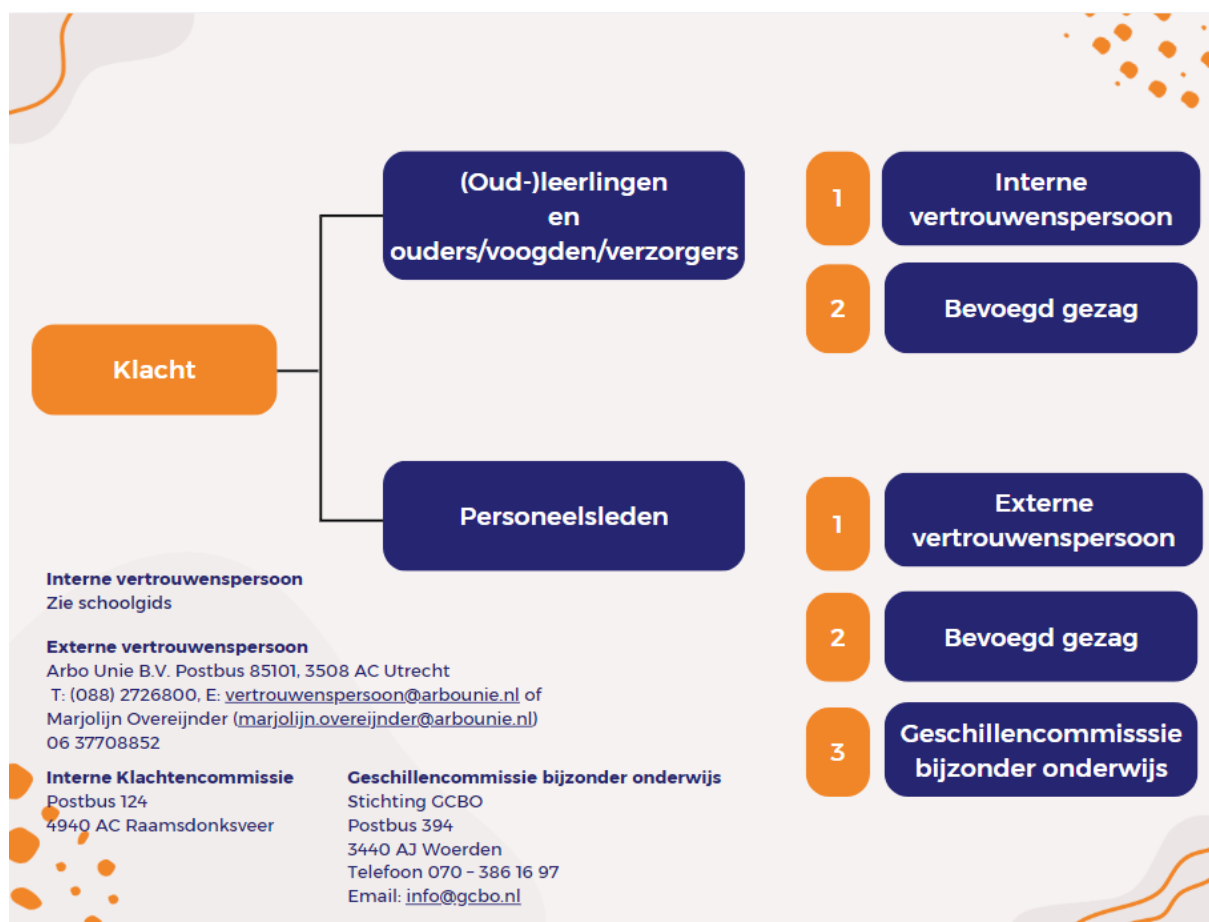 Klacht
(Oud-)leerlingen
en
ouders/voogden/verzorgers
1
Interne
vertrouwenspersoon
2
Bevoegd gezag
Personeelsleden
1
Externe
vertrouwenspersoon
2
Bevoegd gezag
3
Geschillencommisssie
bijzonder onderwijs
Interne vertrouwenspersoon
Zie schoolgids
Externe vertrouwenspersoon
Arbo Unie B.V. Postbus 85101, 3508 AC Utrecht
T: (088) 2726800, E: vertrouwenspersoon@arbounie.nl of
Marjolijn Overeijnder (marjolijn.overeijnder@arbounie.nl)
06 37708852
Interne Klachtencommissie
Postbus 124
4940 AC Raamsdonksveer
Geschillencommissie bijzonder onderwijs
Stichting GCBO
Postbus 394
3440 AJ Woerden
Telefoon 070 – 386 16 97
Email: info@gcbo.nl